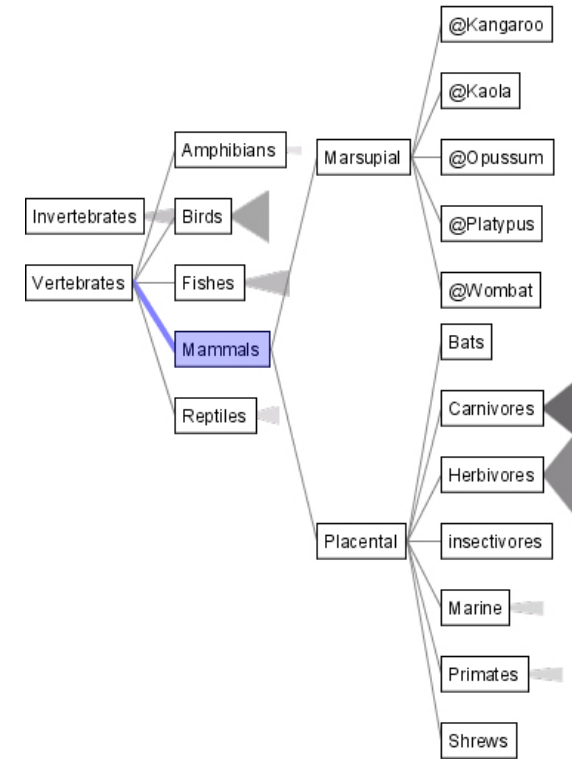 @Kangaroo
@Kaola
Amphibians
Marsupial
@Opussum
Invertebrates
Birds
@Platypus
Vertebrates
Fishes
@Wombat
Mammals
Bats
Reptiles
Carnivores
Herbivores
Placental
insectivores
Marine
Primates
Shrews